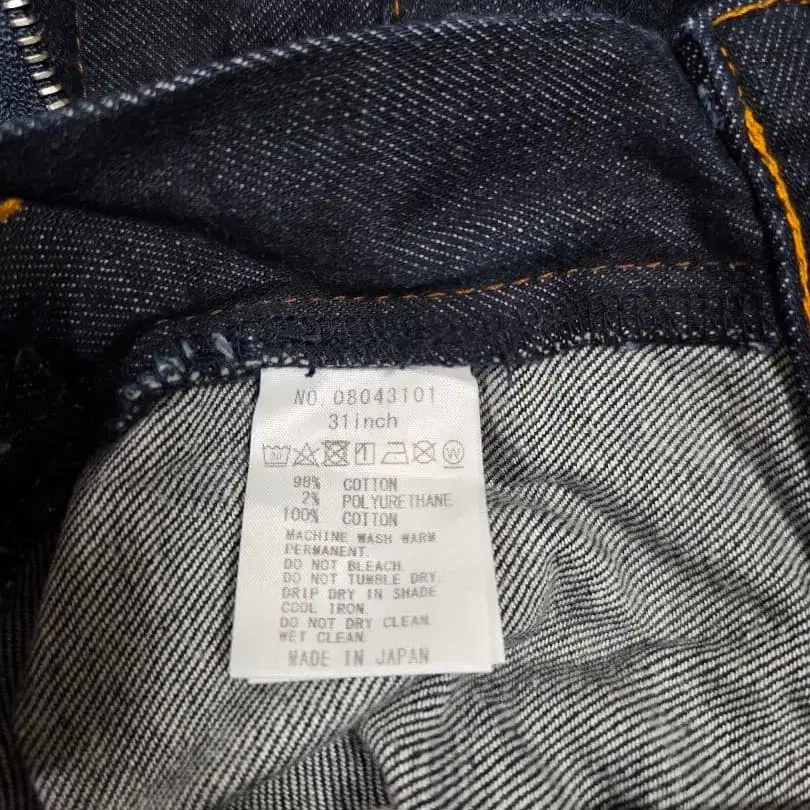 NO 08043101
31inch
98% COTTON
2% POLYURETHANE
100% COTTON
MACHINE WASH WARM
PERMANENT.
DO NOT BLEACH.
DO NOT TUMBLE DRY.
DRIP DRY IN SHADE
COOL IRON.
DO NOT DRY CLEAN.
WET CLEAN.
MADE IN JAPAN